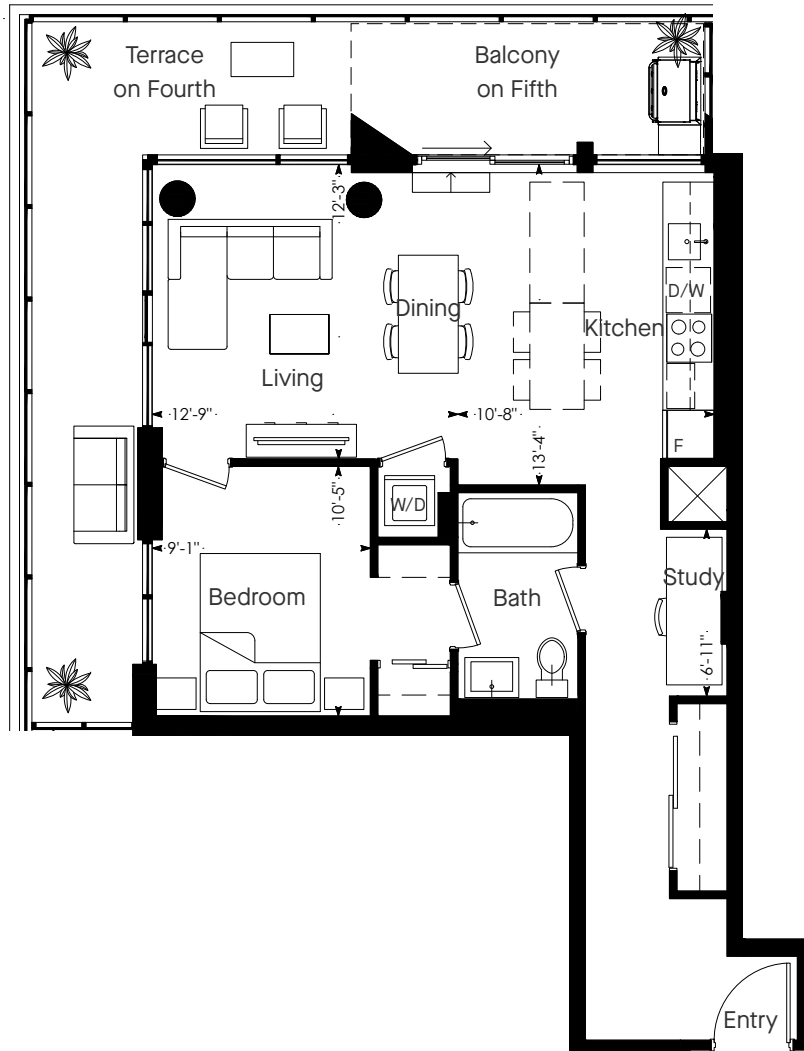 Terrace
on Fourth
Balcony
on Fifth
12'-3"
D/W
Dining
Kitchen
Living
12'-9"
10'-8"
F
13'-4"
10'-5"
W/D
9'-1"
Study
Bedroom
Bath
6'-11"
Entry